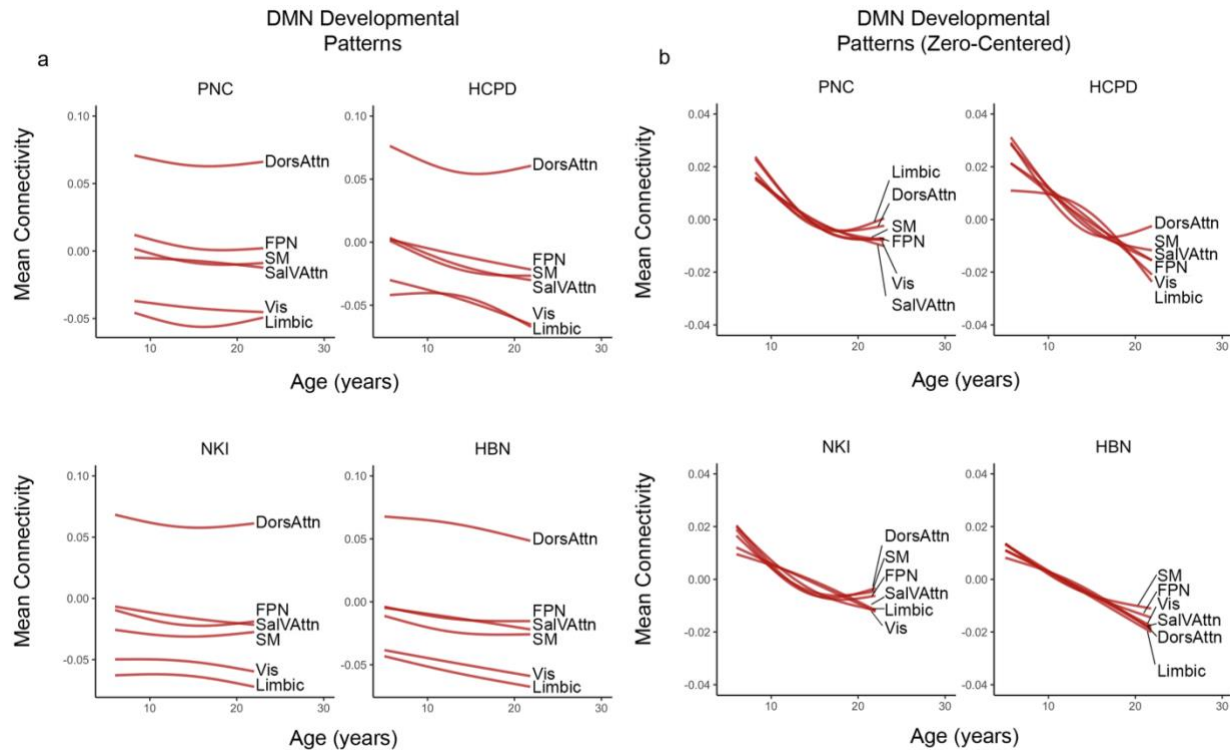 DMN Developmental
Patterns
a
PNC
HCPD
Mean Connectivity
0.10
0.05
0.00
-0.05
DorsAttn
FPN
SM
SalVAttn
Vis
Limbic
10
20
30
0.10
0.05
0.00
-0.05
DorsAttn
FPN
SM
SalVAttn
Vis
Limbic
10
20
30
Age (years)
NKI
HBN
Mean Connectivity
0.10
0.05
0.00
-0.05
DorsAttn
FPN
SalVAttn
SM
Vis
Limbic
10
20
30
0.10
0.05
0.00
-0.05
DorsAttn
FPN
SalVAttn
SM
Vis
Limbic
10
20
30
Age (years)
Age (years)
DMN Developmental
Patterns (Zero-Centered)
b
PNC
HCPD
Mean Connectivity
0.04
0.02
0.00
-0.02
-0.04
Limbic
DorsAttn
SM
FPN
Vis
SalVAttn
10
20
30
0.04
0.02
0.00
-0.02
-0.04
DorsAttn
SM
SalVAttn
FPN
Vis
Limbic
10
20
30
Age (years)
Age (years)
NKI
HBN
Mean Connectivity
0.04
0.02
0.00
-0.02
-0.04
DorsAttn
SM
FPN
SalVAttn
Limbic
Vis
10
20
30
0.04
0.02
0.00
-0.02
-0.04
SM
FPN
Vis
SalVAttn
DorsAttn
Limbic
10
20
30
Age (years)
Age (years)